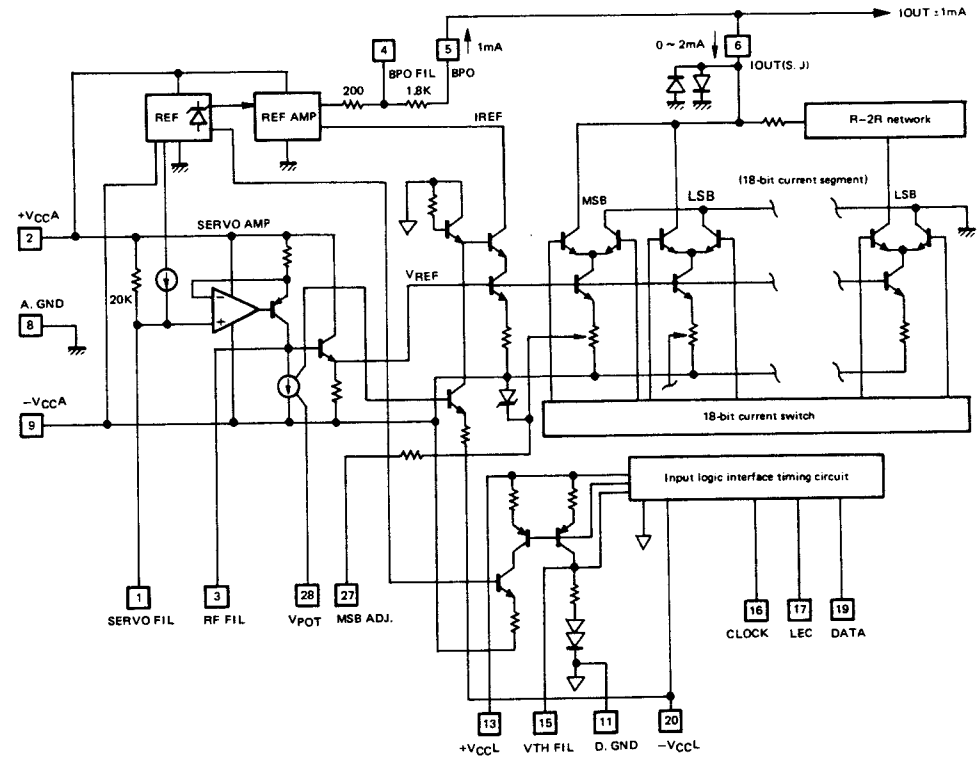 IOUT ±1mA
4
5
1mA
0 ~ 2mA
6
BPO FIL
BPO
IOUT(S. J)
200
1.8K
REF
REF AMP
IREF
R-2R network
(18-bit current segment)
MSB
LSB
LSB
+VCCA
2
SERVO AMP
VREF
20K
A. GND
8
−
+
-VCCA
9
18-bit current switch
Input logic interface timing circuit
1
3
28
27
16
17
19
SERVO FIL
RF FIL
VPOT
MSB ADJ.
CLOCK
LEC
DATA
13
15
11
20
+VCCL
VTH FIL
D. GND
-VCCL